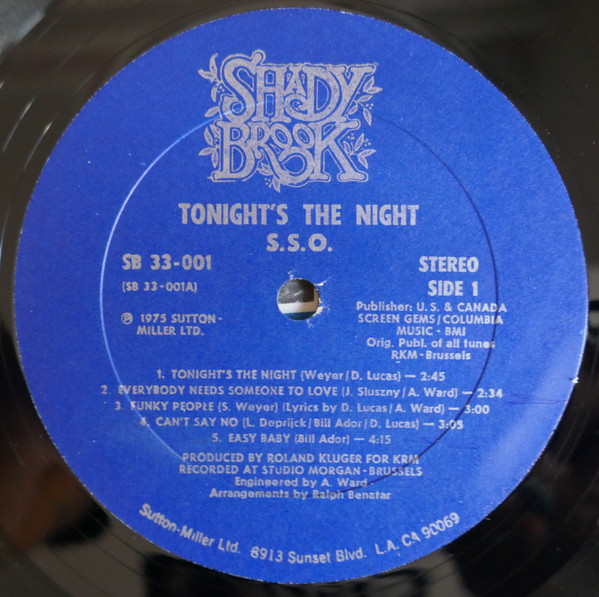 SHADY
BROOK
TONIGHT'S THE NIGHT
S.S.O.
SB 33-001
(SB 33-001A)
℗ 1975 SUTTON-
MILLER LTD.
STEREO
SIDE 1
Publisher: U.S. & CANADA
SCREEN GEMS/COLUMBIA
MUSIC - BMI
Orig. Publ. of all tunes
RKM-Brussels
1. TONIGHT'S THE NIGHT (Weyer/D. Lucas) — 2:45
2. EVERYBODY NEEDS SOMEONE TO LOVE (J. Sluszny/A. Ward) — 2:34
3. FUNKY PEOPLE (S. Weyer) (Lyrics by D. Lucas/A. Ward) — 3:00
4. CAN'T SAY NO (L. Deprijck/Bill Ador/D. Lucas) — 3:05
5. EASY BABY (Bill Ador) — 4:15
PRODUCED BY ROLAND KLUGER FOR KRM
RECORDED AT STUDIO MORGAN-BRUSSELS
Engineered by A. Ward
Arrangements by Ralph Benatar
Sutton-Miller Ltd. 8913 Sunset Blvd. L.A. CA 90069